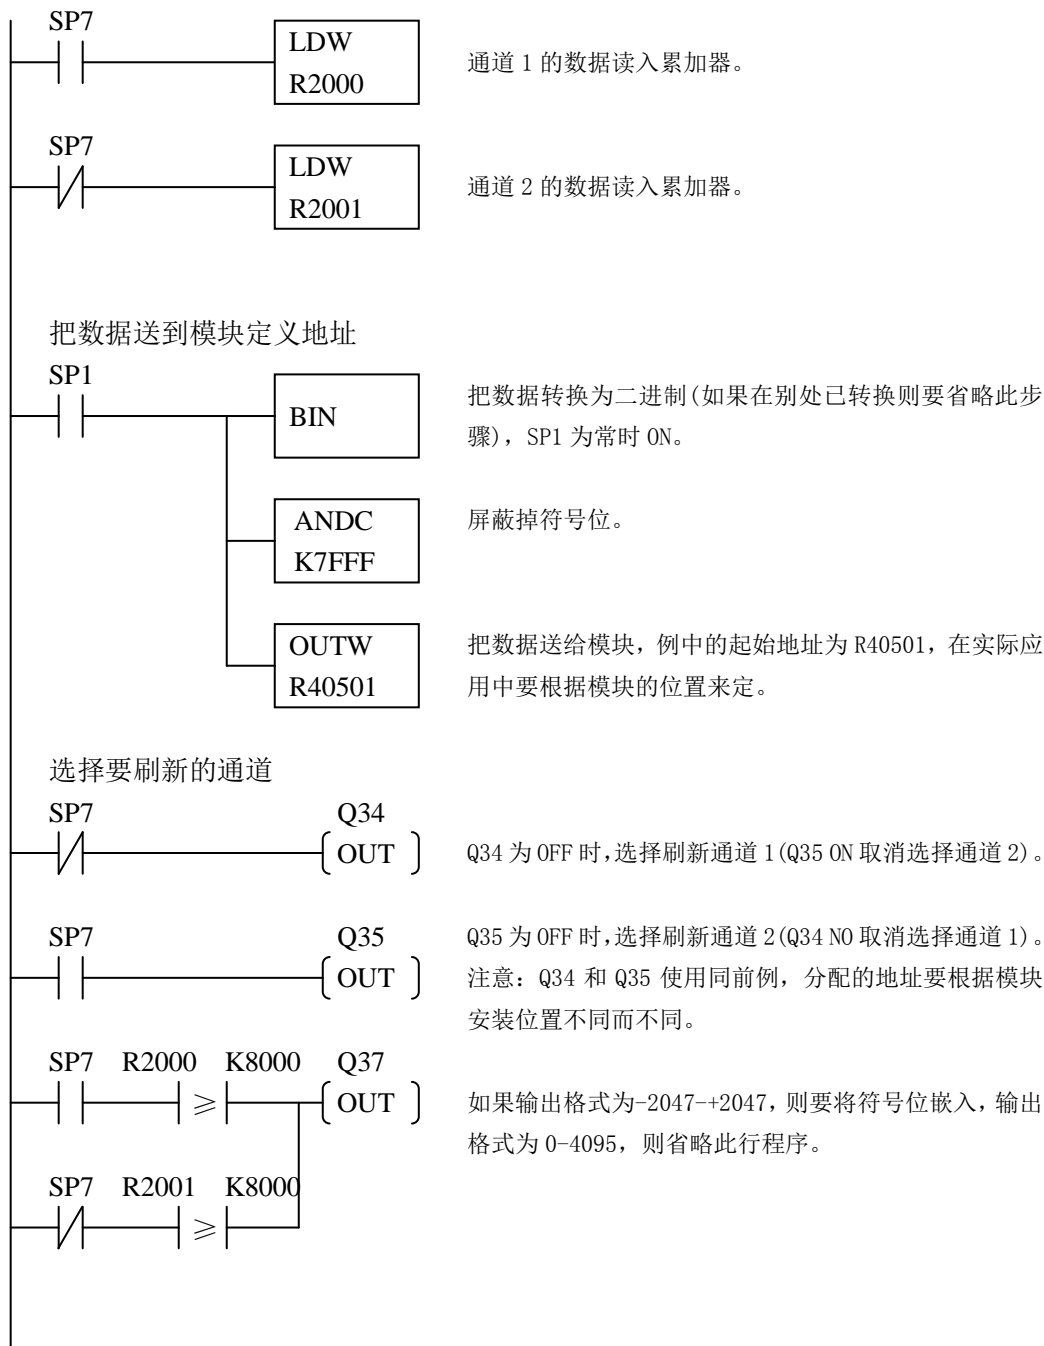 SP7
LDW
R2000
通道 1 的数据读入累加器。
SP7
LDW
R2001
通道 2 的数据读入累加器。
把数据送到模块定义地址
SP1
BIN
把数据转换为二进制(如果在别处已转换则要省略此步
骤)，SP1 为常时 ON。
ANDC
K7FFF
屏蔽掉符号位。
OUTW
R40501
把数据送给模块，例中的起始地址为 R40501，在实际应
用中要根据模块的位置来定。
选择要刷新的通道
SP7 Q34
OUT
Q34 为 OFF 时，选择刷新通道 1(Q35 ON 取消选择通道 2)。
SP7 Q35
OUT
Q35 为 OFF 时，选择刷新通道 2(Q34 NO 取消选择通道 1)。
注意：Q34 和 Q35 使用同前例，分配的地址要根据模块
安装位置不同而不同。
SP7 R2000 K8000 Q37
≥ OUT
如果输出格式为-2047-+2047，则要将符号位嵌入，输出
格式为 0-4095，则省略此行程序。
SP7 R2001 K8000
≥